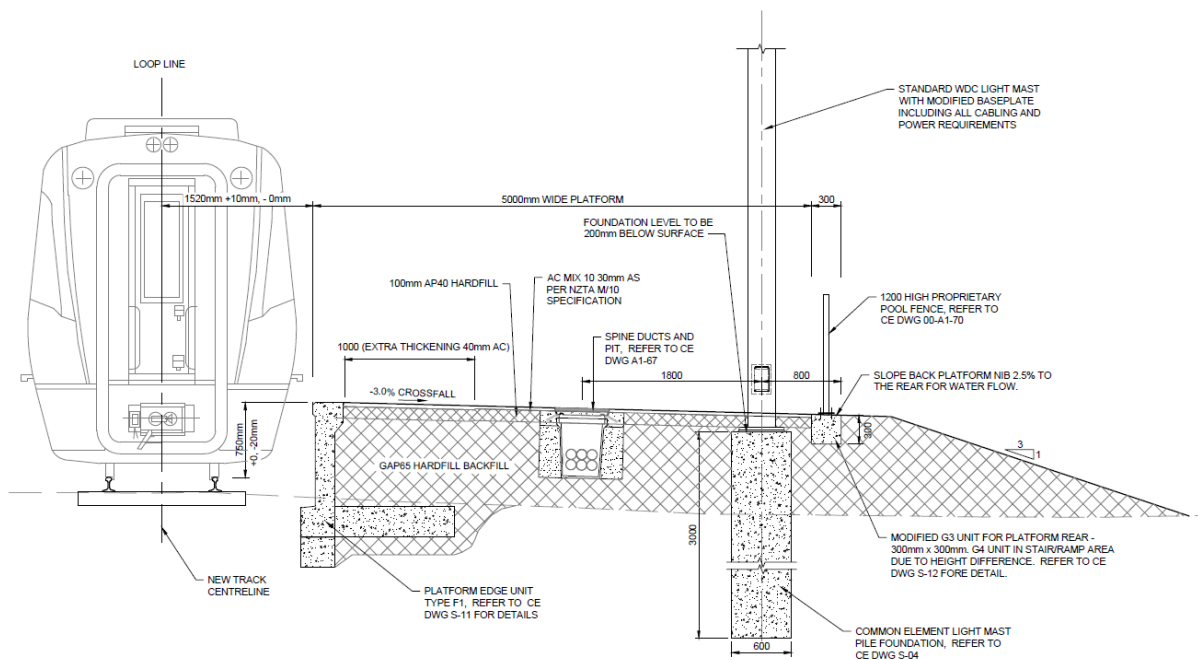 LOOP LINE
STANDARD WDC LIGHT MAST
WITH MODIFIED BASEPLATE
INCLUDING ALL CABLING AND
POWER REQUIREMENTS
1520mm +10mm, - 0mm
5000mm WIDE PLATFORM
300
FOUNDATION LEVEL TO BE
200mm BELOW SURFACE
100mm AP40 HARDFILL
AC MIX 10 30mm AS
PER NZTA M/10
SPECIFICATION
1200 HIGH PROPRIETARY
POOL FENCE, REFER TO
CE DWG 00-A1-70
SPINE DUCTS AND
PIT, REFER TO CE
DWG A1-67
1000 (EXTRA THICKENING 40mm AC)
1800
800
SLOPE BACK PLATFORM NIB 2.5% TO
THE REAR FOR WATER FLOW.
-3.0% CROSSFALL
750mm
+0, -20mm
300
3
1
GAP65 HARDFILL BACKFILL
3000
MODIFIED G3 UNIT FOR PLATFORM REAR -
300mm x 300mm. G4 UNIT IN STAIR/RAMP AREA
DUE TO HEIGHT DIFFERENCE. REFER TO CE
DWG S-12 FORE DETAIL.
NEW TRACK
CENTRELINE
PLATFORM EDGE UNIT
TYPE F1, REFER TO CE
DWG S-11 FOR DETAILS
COMMON ELEMENT LIGHT MAST
PILE FOUNDATION, REFER TO
CE DWG S-04
600